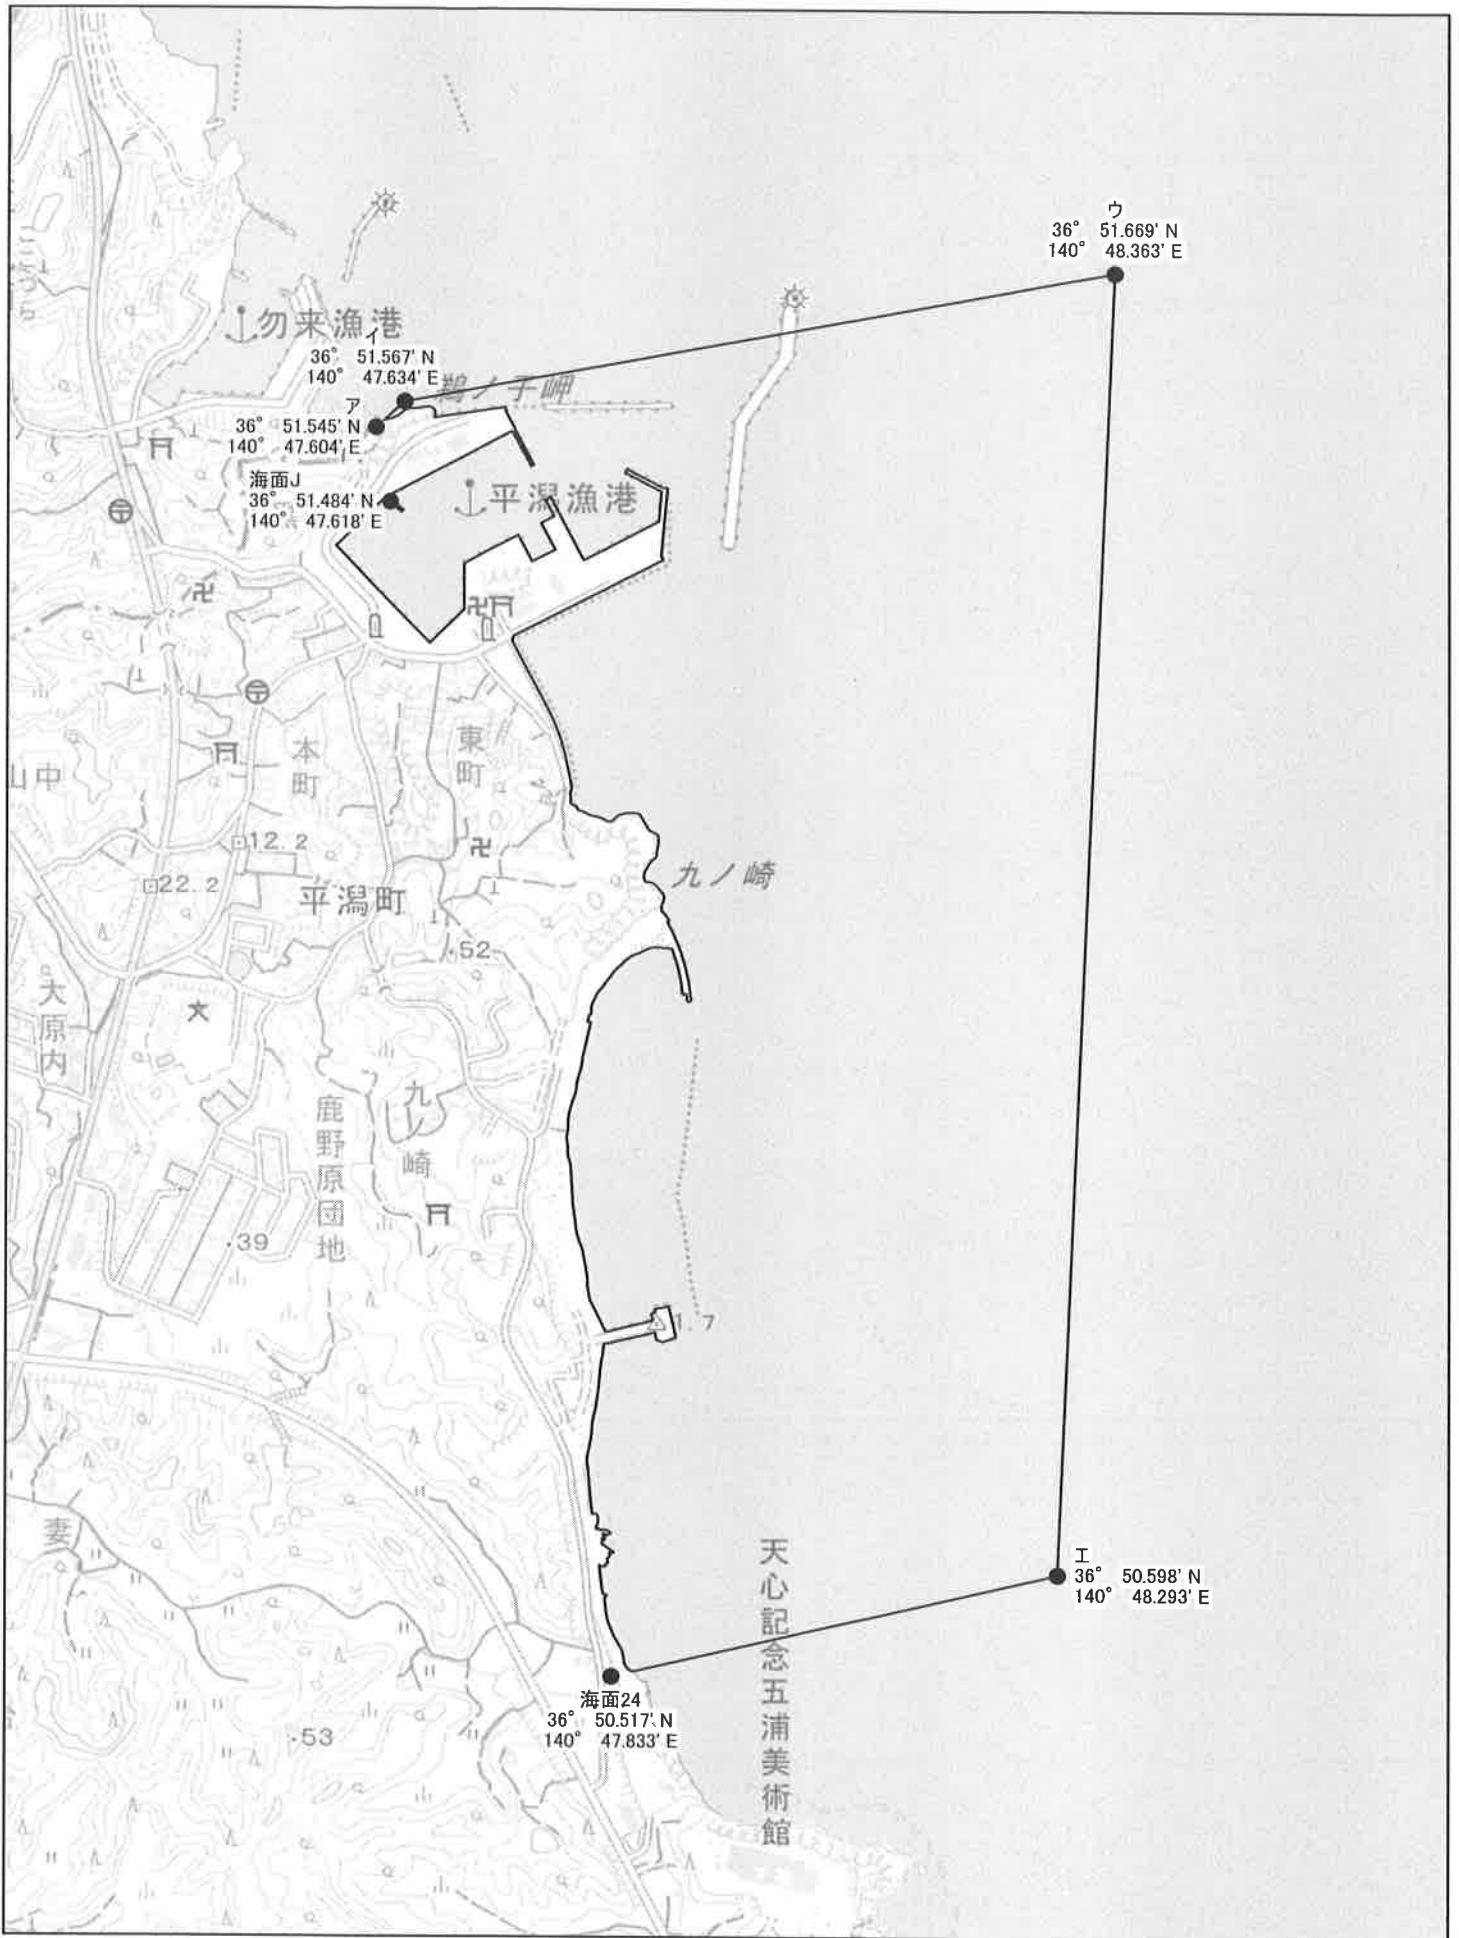 ウ
36° 51.669' N
140° 48.363' E
勿来漁港
イ
36° 51.567' N
140° 47.634' E
鵜ノ子岬
ア
36° 51.545' N
140° 47.604' E
海面J
36° 51.484' N
140° 47.618' E
平潟漁港
本町
東町
山中
12.2
22.2
平潟町
九ノ崎
52
大原内
文
鹿野原団地
九ノ崎
39
1.7
妻
天心記念五浦美術館
エ
36° 50.598' N
140° 48.293' E
海面24
36° 50.517' N
140° 47.833' E
53